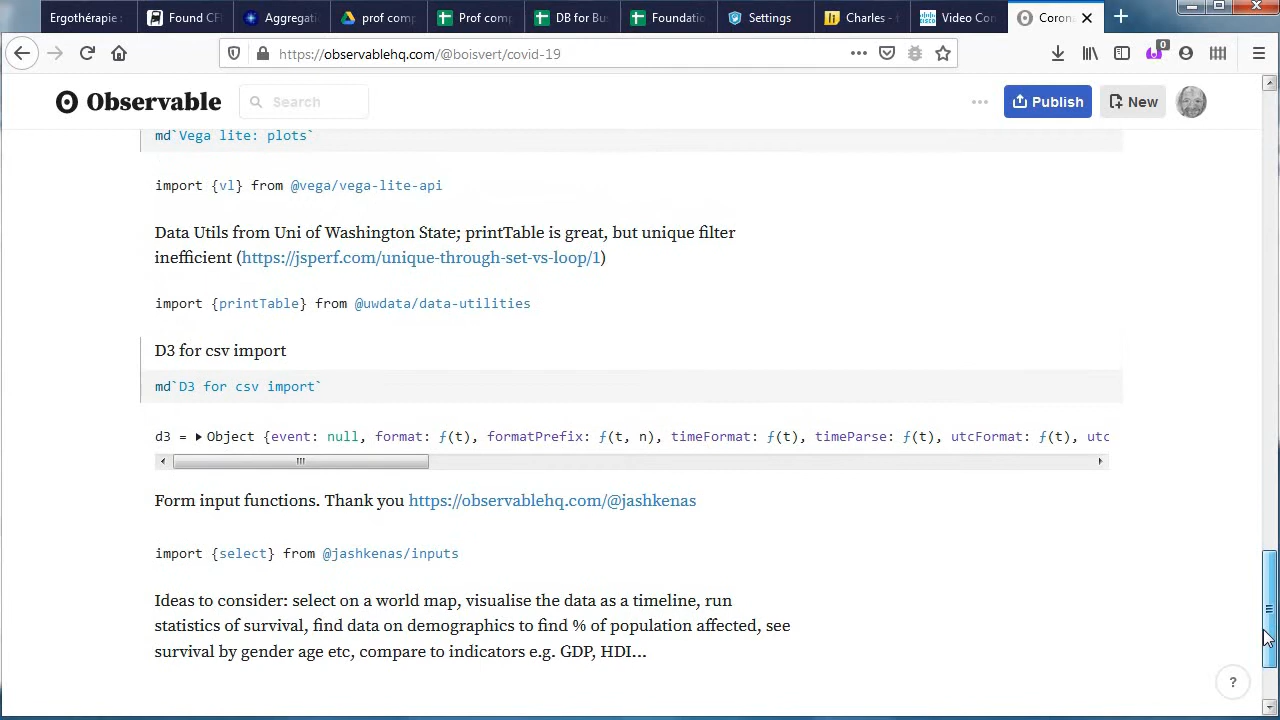 Ergothérapie
Found CF
Aggregati
prof comp
Prof comp
DB for Bu
Foundatio
Settings
Charles -
Video Co
Coron
https://observablehq.com/@boisvert/covid-19
0
Observable
Search
Publish
New
md`Vega lite: plots`
import {vl} from @vega/vega-lite-api
Data Utils from Uni of Washington State; printTable is great, but unique filter
inefficient (https://jsperf.com/unique-through-set-vs-loop/1)
import {printTable} from @uwdata/data-utilities
D3 for csv import
md`D3 for csv import`
d3 = ▸Object {event: null, format: ƒ(t), formatPrefix: ƒ(t, n), timeFormat: ƒ(t), timeParse: ƒ(t), utcFormat: ƒ(t), utc
Form input functions. Thank you https://observablehq.com/@jashkenas
import {select} from @jashkenas/inputs
Ideas to consider: select on a world map, visualise the data as a timeline, run
statistics of survival, find data on demographics to find % of population affected, see
survival by gender age etc, compare to indicators e.g. GDP, HDI...
?